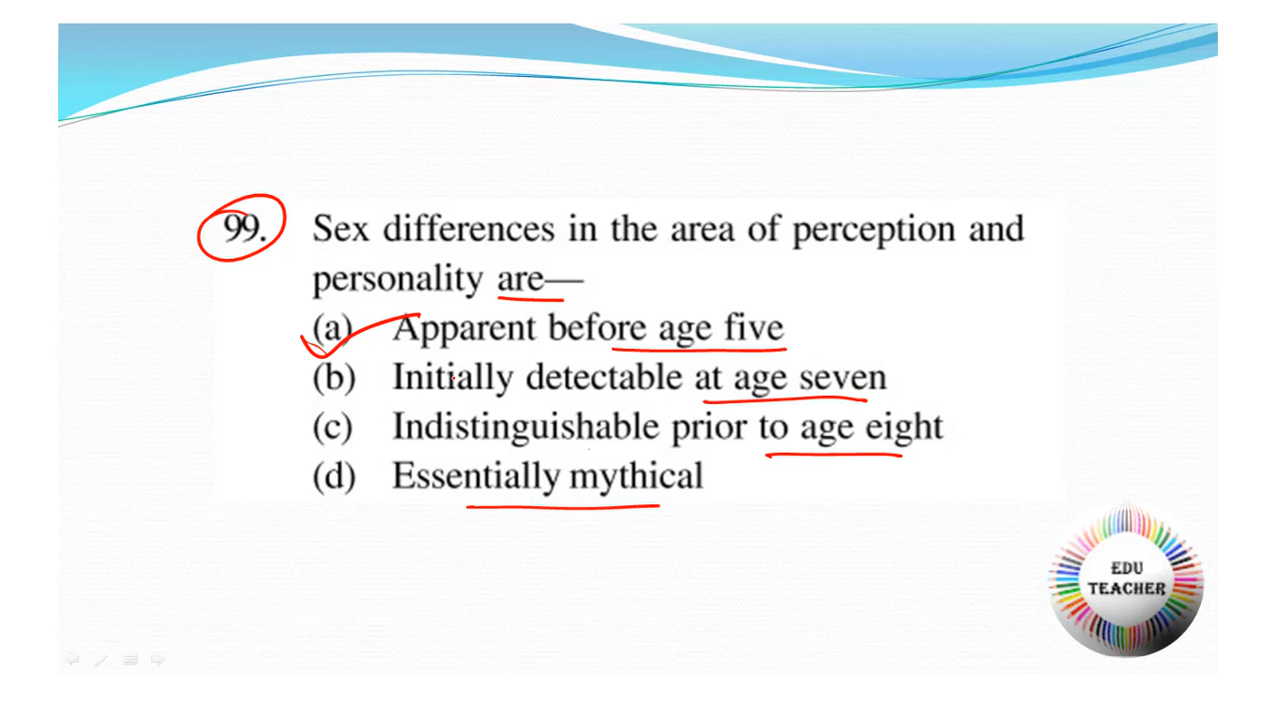 99. Sex differences in the area of perception and
personality are—
(a) Apparent before age five
(b) Initially detectable at age seven
(c) Indistinguishable prior to age eight
(d) Essentially mythical
EDU
TEACHER